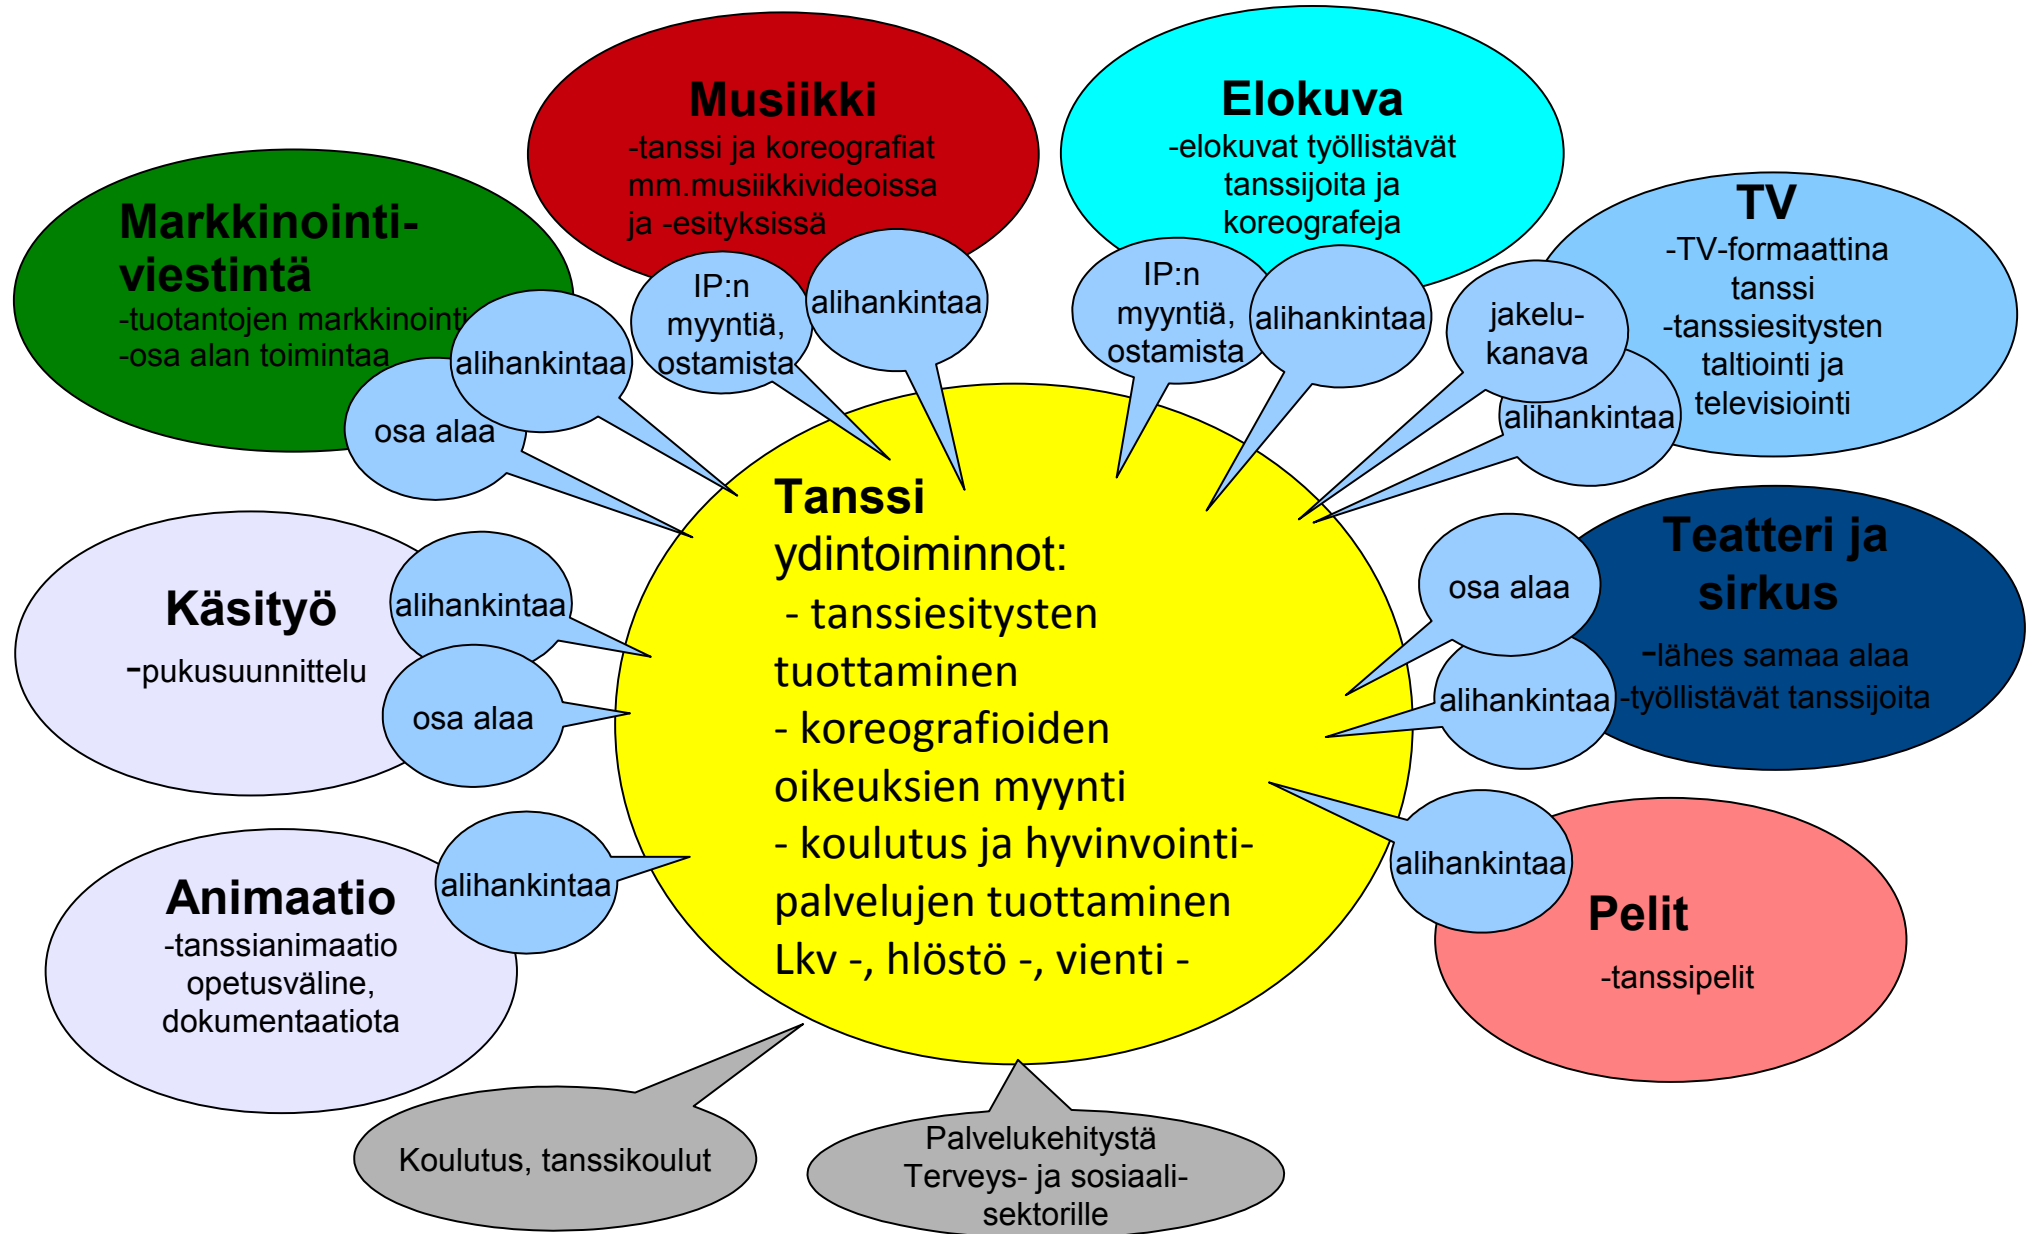 Musiikki
-tanssi ja koreografiat
mm.musiikkivideoissa
ja -esityksissä
IP:n
myyntiä,
ostamista
alihankintaa
Elokuva
-elokuvat työllistävät
tanssijoita ja
koreografeja
IP:n
myyntiä,
ostamista
alihankintaa
TV
-TV-formaattina
tanssi
-tanssiesitysten
taltiointi ja
televisiointi
jakelu-
kanava
alihankintaa
Markkinointi-
viestintä
-tuotantojen markkinointi
-osa alan toimintaa
alihankintaa
osa alaa
Tanssi
ydintoiminnot:
- tanssiesitysten
tuottaminen
- koreografioiden
oikeuksien myynti
- koulutus ja hyvinvointi-
palvelujen tuottaminen
Lkv -, hlöstö -, vienti -
Teatteri ja
sirkus
-lähes samaa alaa
-työllistävät tanssijoita
osa alaa
alihankintaa
Käsityö
-pukusuunnittelu
alihankintaa
osa alaa
Animaatio
-tanssianimaatio
opetusväline,
dokumentaatiota
alihankintaa
alihankintaa
Pelit
-tanssipelit
Koulutus, tanssikoulut
Palvelukehitystä
Terveys- ja sosiaali-
sektorille